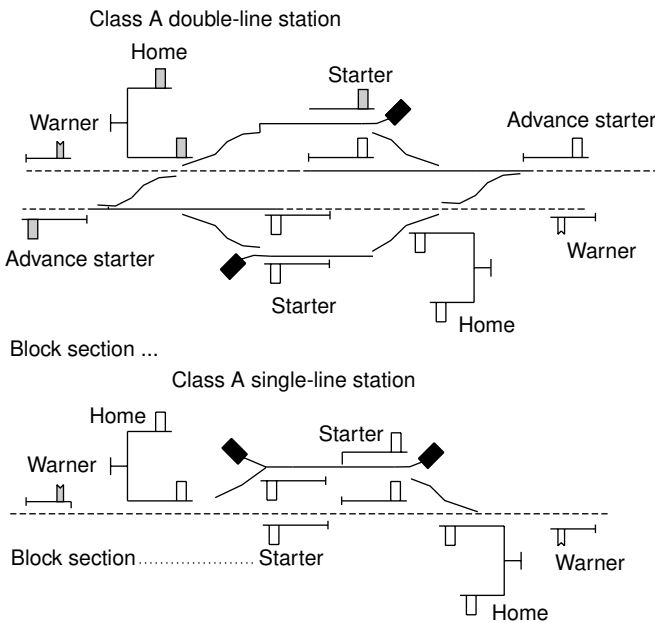 Class A double-line station
Home
Starter
Warner
Advance starter
Advance starter
Warner
Starter
Home
Block section ...
Class A single-line station
Home
Starter
Warner
Block section .................... Starter
Warner
Home